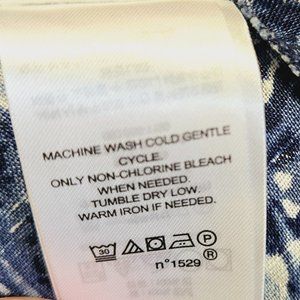 MACHINE WASH COLD GENTLE
CYCLE.
ONLY NON-CHLORINE BLEACH
WHEN NEEDED.
TUMBLE DRY LOW.
WARM IRON IF NEEDED.
30 P ®
n°1529